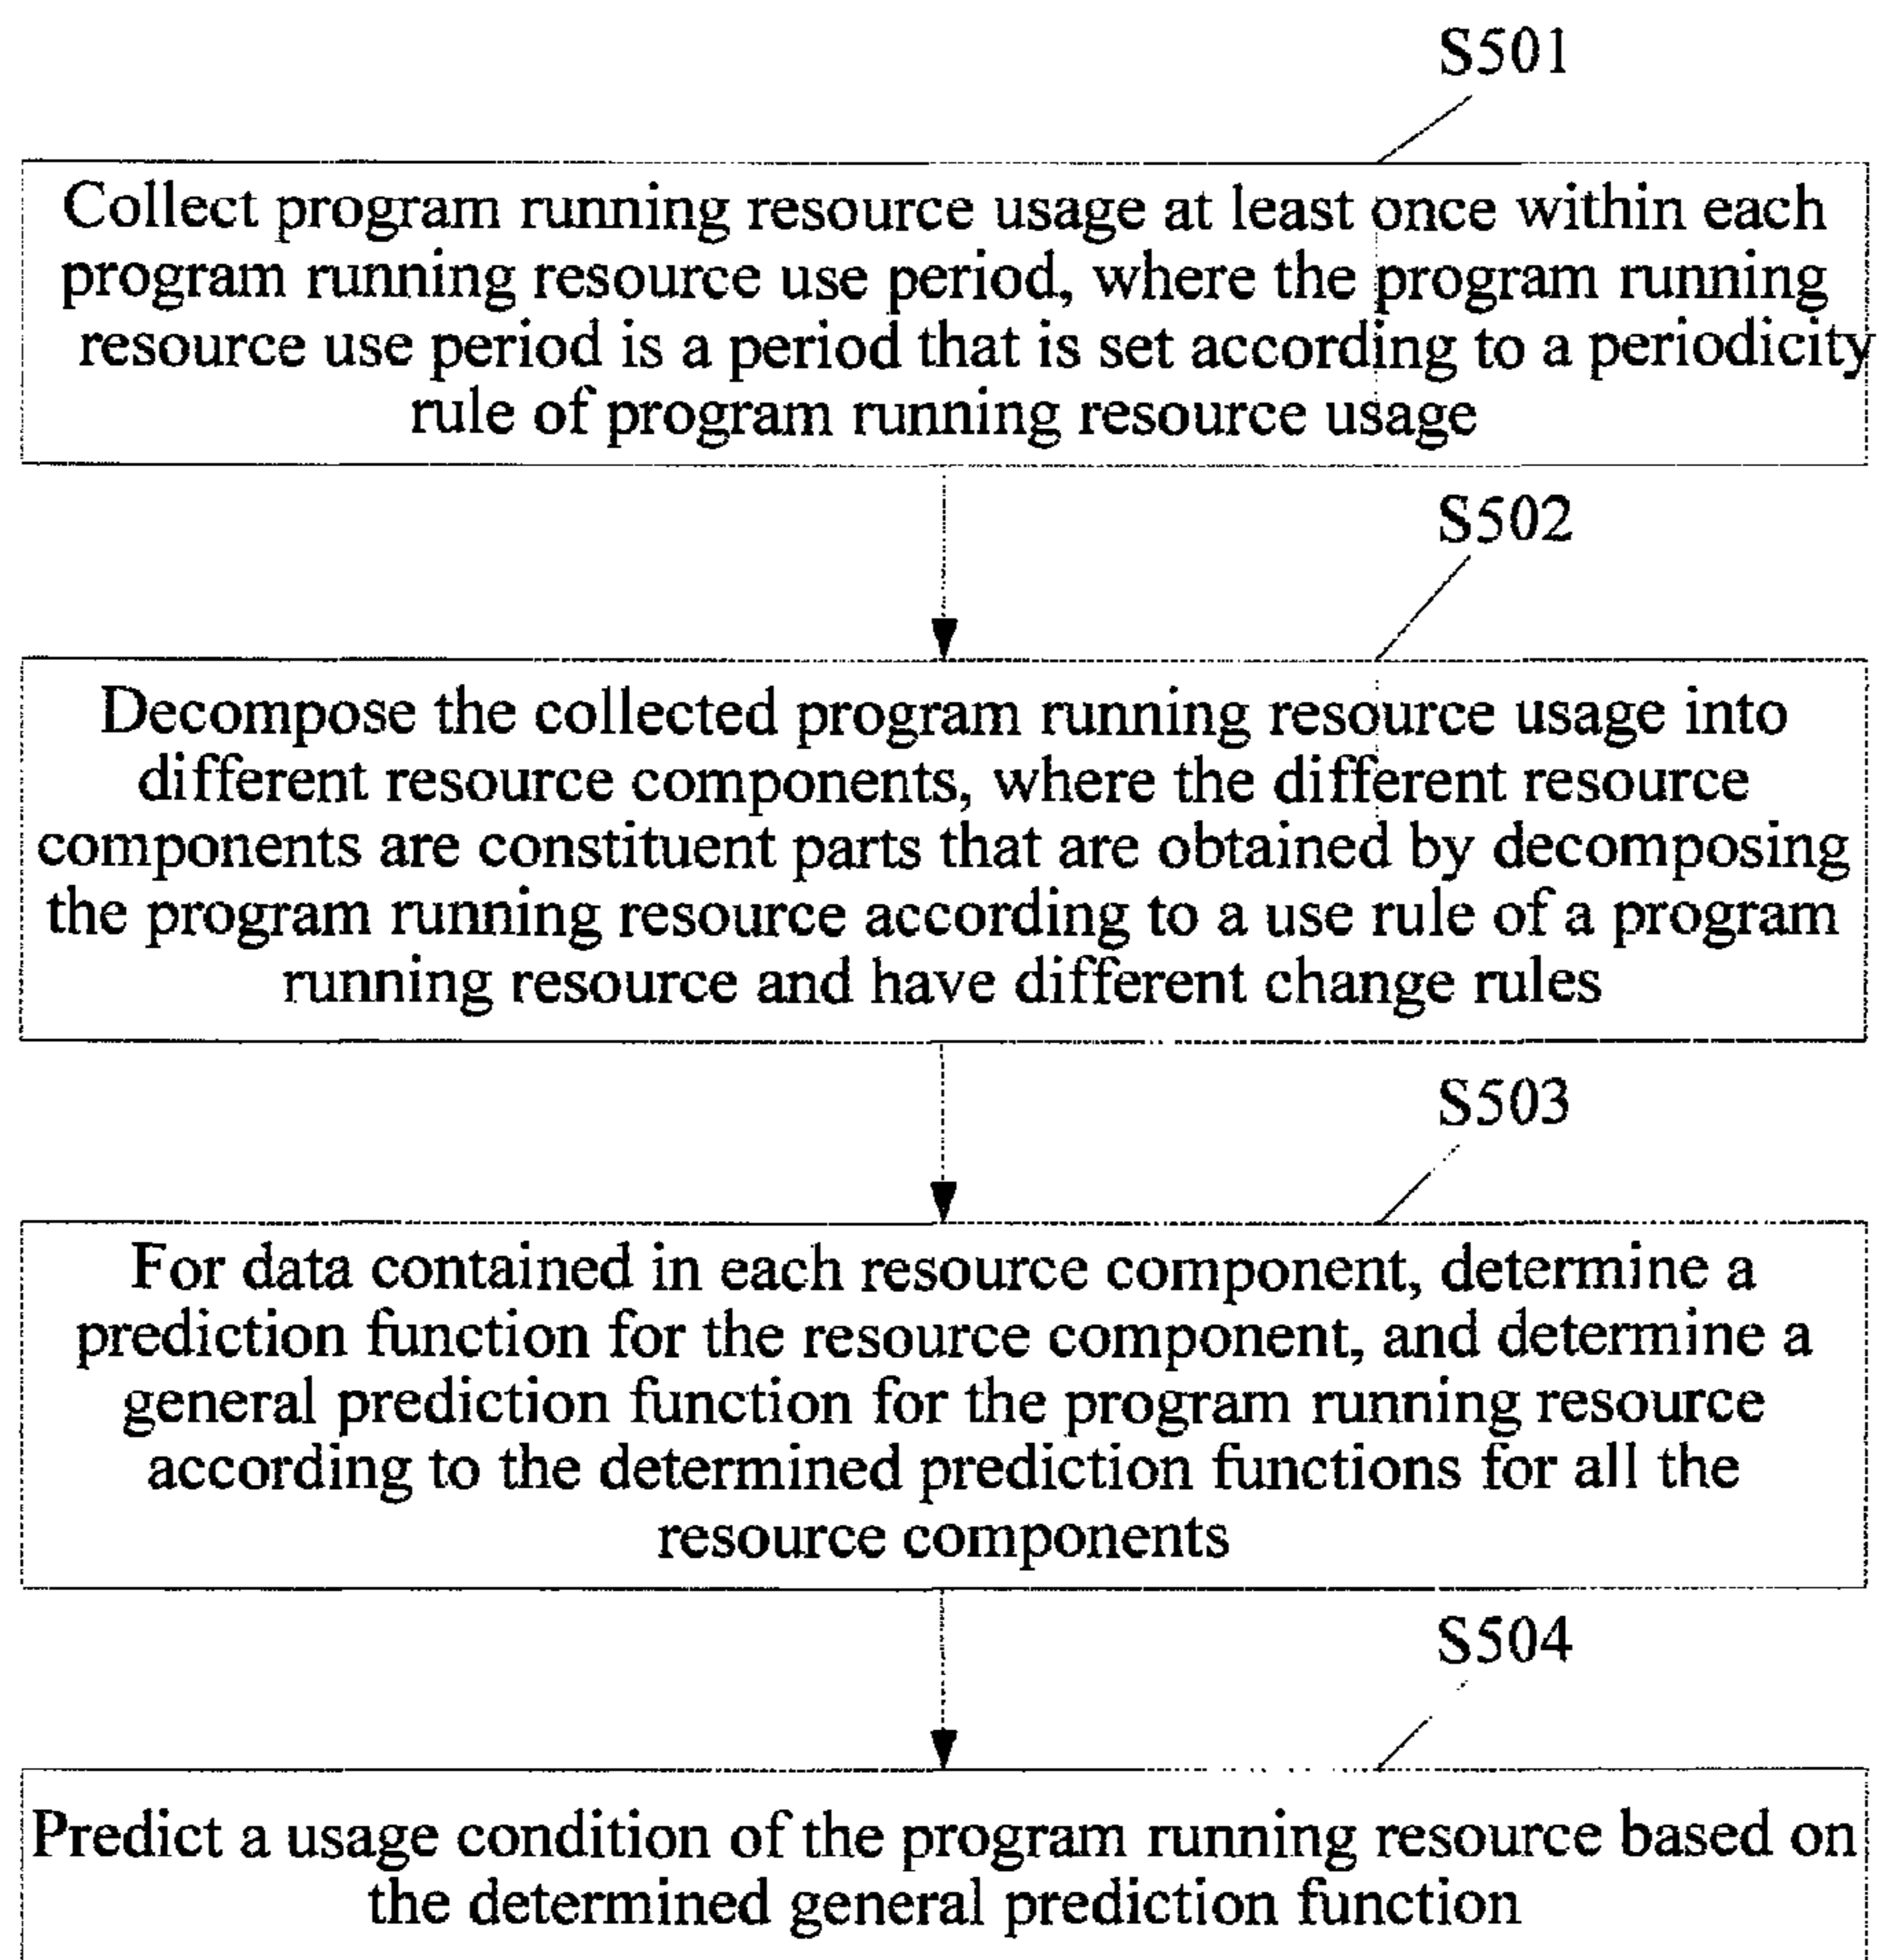 S501
Collect program running resource usage at least once within each
program running resource use period, where the program running
resource use period is a period that is set according to a periodicity
rule of program running resource usage
S502
Decompose the collected program running resource usage into
different resource components, where the different resource
components are constituent parts that are obtained by decomposing
the program running resource according to a use rule of a program
running resource and have different change rules
S503
For data contained in each resource component, determine a
prediction function for the resource component, and determine a
general prediction function for the program running resource
according to the determined prediction functions for all the
resource components
S504
Predict a usage condition of the program running resource based on
the determined general prediction function